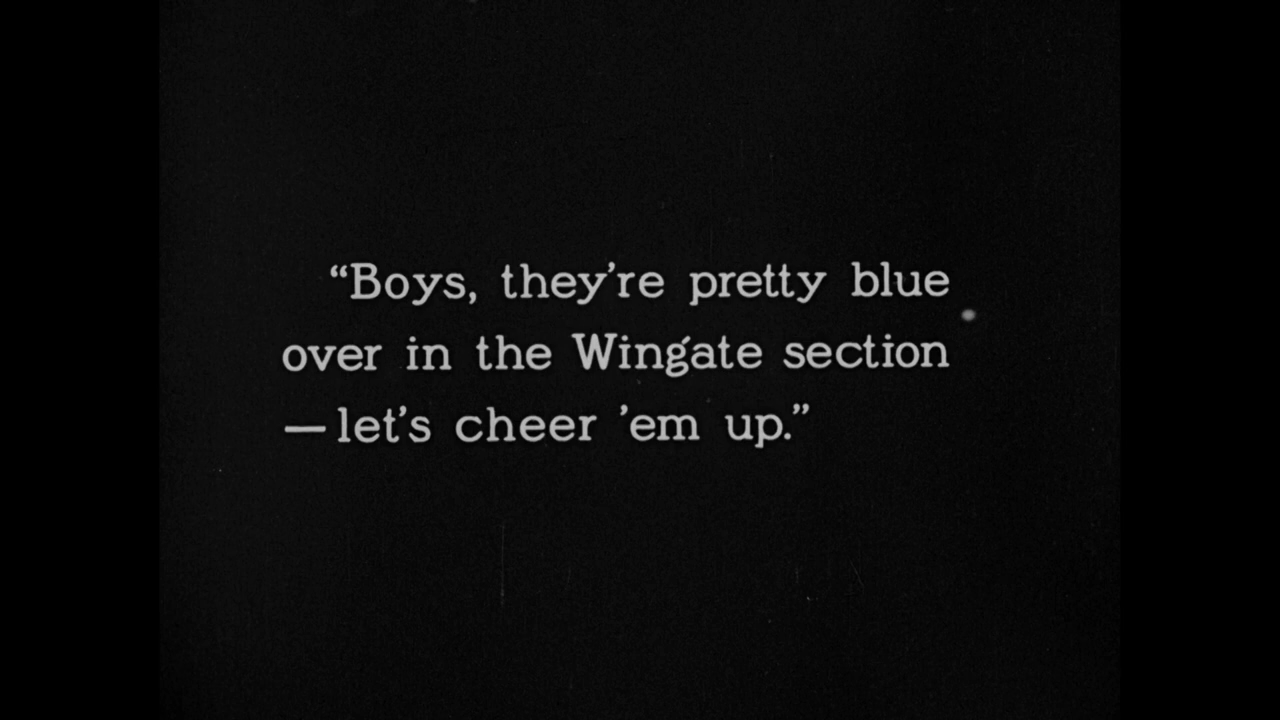 “Boys, they’re pretty blue
over in the Wingate section
—let’s cheer ’em up.”